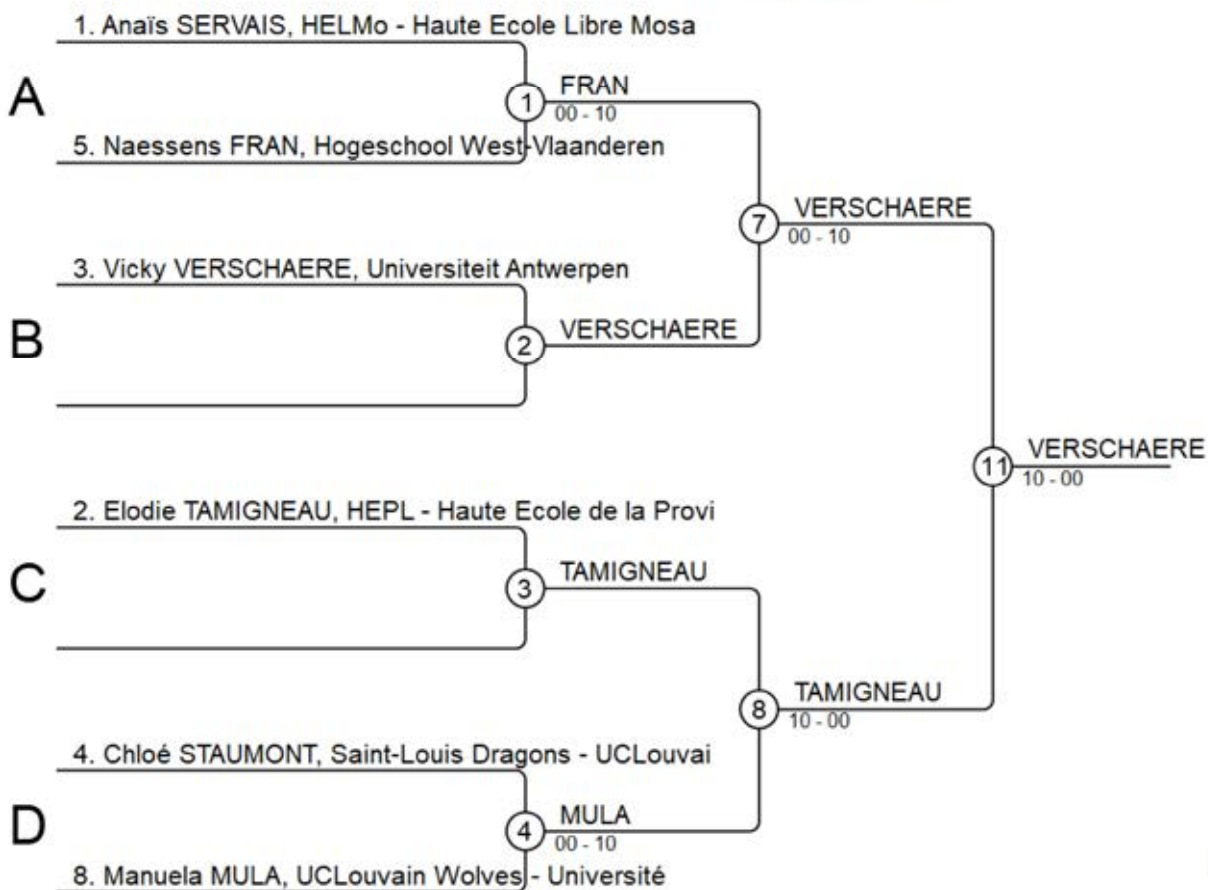 1. Anaïs SERVAIS, HELMo - Haute Ecole Libre Mosa
A
1
FRAN
00 - 10
5. Naessens FRAN, Hogeschool West-Vlaanderen
7
VERSCHAERE
00 - 10
3. Vicky VERSCHAERE, Universiteit Antwerpen
B
2
VERSCHAERE
11
VERSCHAERE
10 - 00
2. Elodie TAMIGNEAU, HEPL - Haute Ecole de la Provi
C
3
TAMIGNEAU
8
TAMIGNEAU
10 - 00
4. Chloé STAUMONT, Saint-Louis Dragons - UCLouvai
D
4
MULA
00 - 10
8. Manuela MULA, UCLouvain Wolves - Université